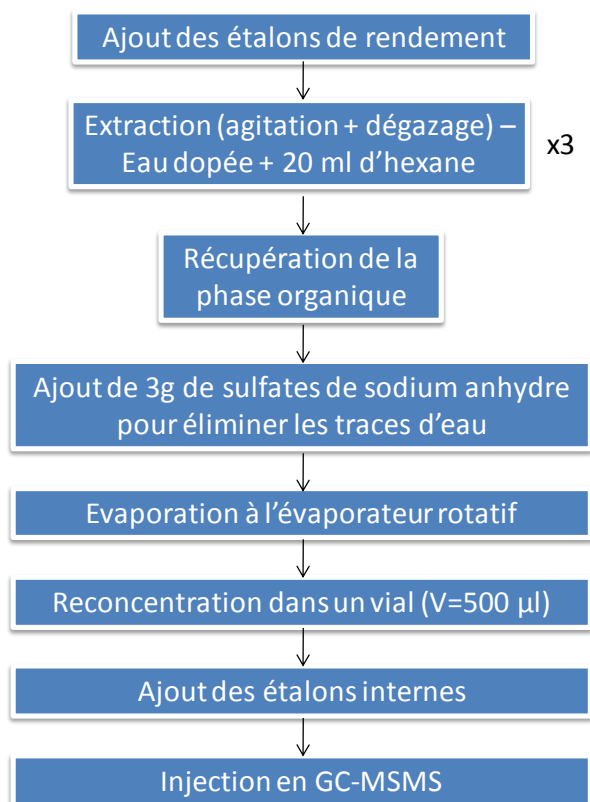 Ajout des étalons de rendement
Extraction (agitation + dégazage) –
Eau dopée + 20 ml d’hexane
x3
Récupération de la
phase organique
Ajout de 3g de sulfates de sodium anhydre
pour éliminer les traces d’eau
Evaporation à l’évaporateur rotatif
Reconcentration dans un vial (V=500 µl)
Ajout des étalons internes
Injection en GC-MSMS